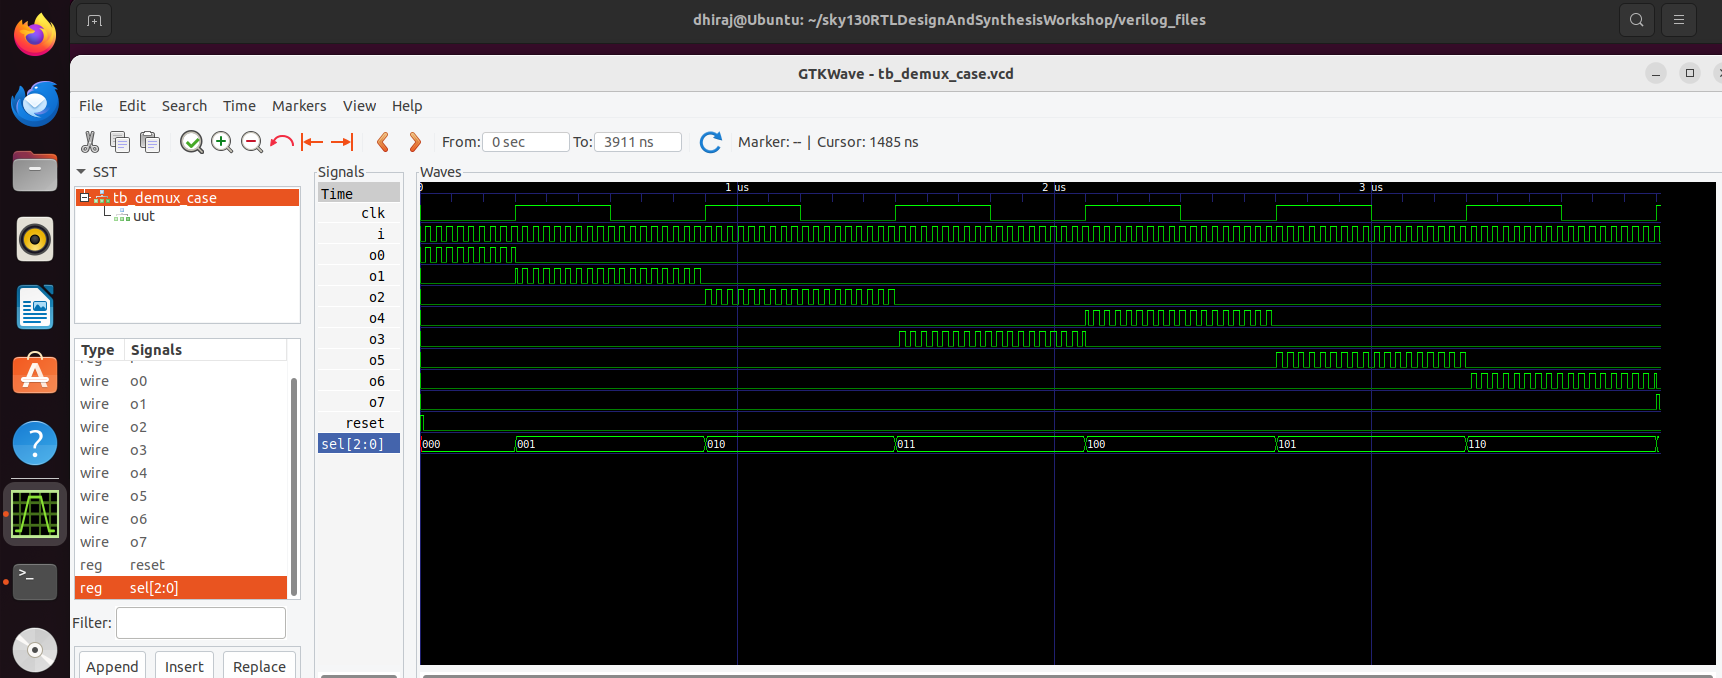 dhiraj@Ubuntu: ~/sky130RTLDesignAndSynthesisWorkshop/verilog_files
GTKWave - tb_demux_case.vcd
File Edit Search Time Markers View Help
From: 0 sec To: 3911 ns Marker: -- | Cursor: 1485 ns
SST
tb_demux_case
uut
Type Signals
wire o0
wire o1
wire o2
wire o3
wire o4
wire o5
wire o6
wire o7
reg reset
reg sel[2:0]
Filter:
Append Insert Replace
Signals
Time
clk
i
o0
o1
o2
o4
o3
o5
o6
o7
reset
sel[2:0]
Waves
0 1 us 2 us 3 us
000 001 010 011 100 101 110